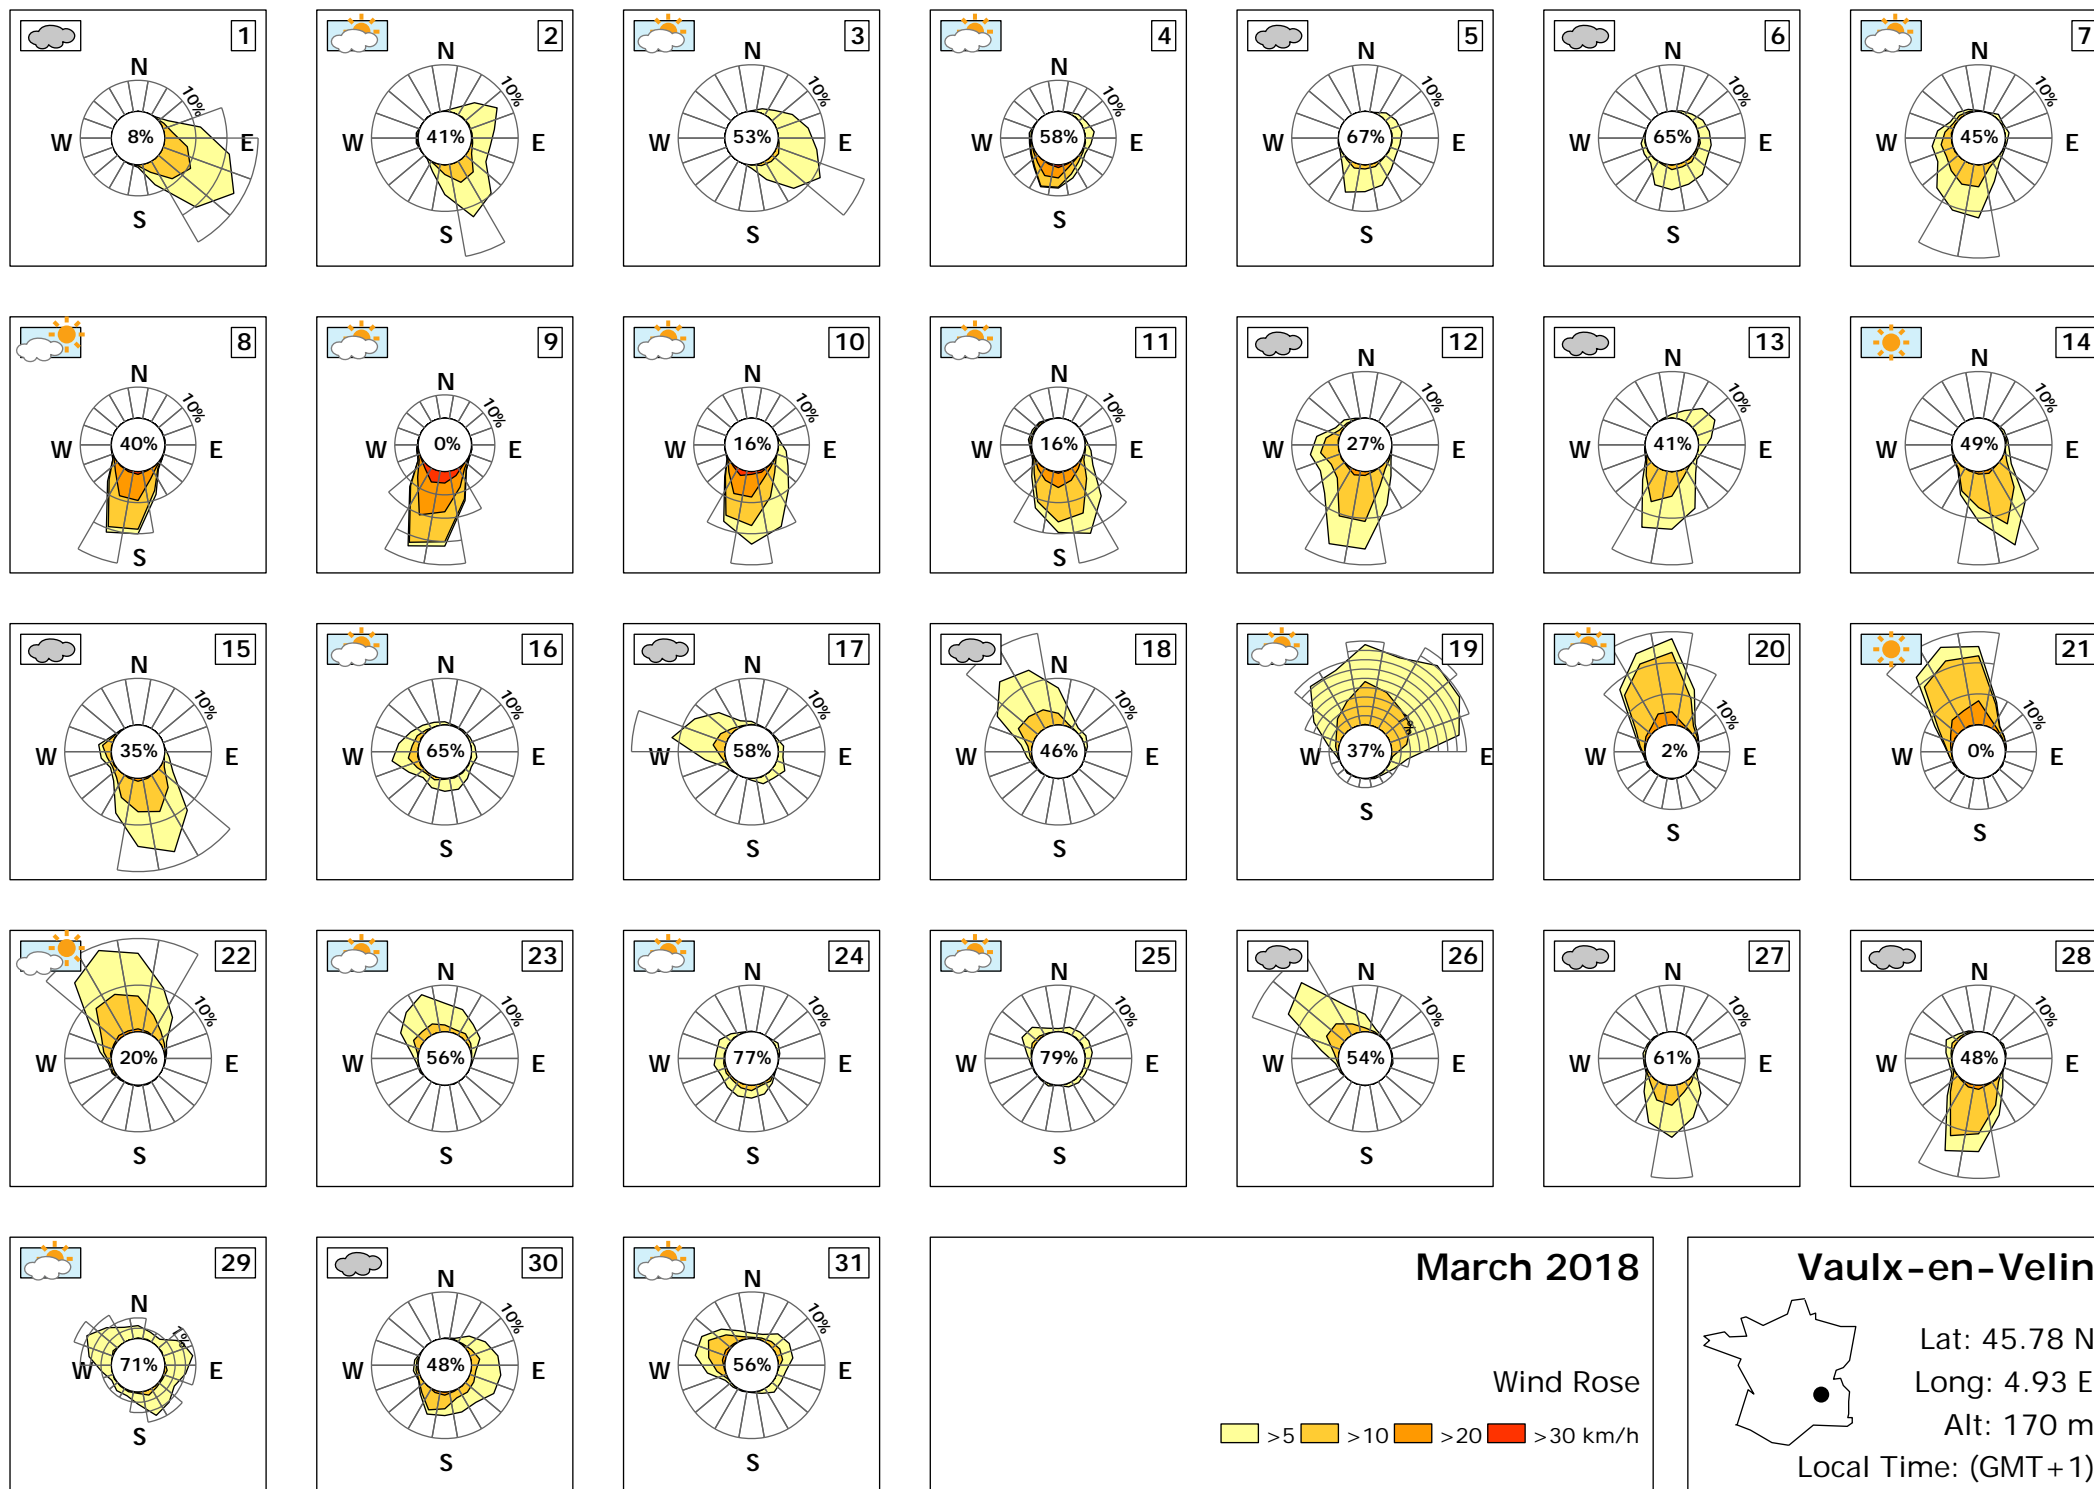 1
N
10%
W
8%
E
S
2
N
10%
W
41%
E
S
3
N
10%
W
53%
E
S
4
N
10%
W
58%
E
S
5
N
10%
W
67%
E
S
6
N
10%
W
65%
E
S
7
N
10%
W
45%
E
S
8
N
10%
W
40%
E
S
9
N
10%
W
0%
E
S
10
N
10%
W
16%
E
S
11
N
10%
W
16%
E
S
12
N
10%
W
27%
E
S
13
N
10%
W
41%
E
S
14
N
10%
W
49%
E
S
15
N
10%
W
35%
E
S
16
N
10%
W
65%
E
S
17
N
10%
W
58%
E
S
18
N
10%
W
46%
E
S
19
W
37%
E
S
20
10%
W
2%
E
S
21
10%
W
0%
E
S
22
10%
W
20%
E
S
23
N
10%
W
56%
E
S
24
N
10%
W
77%
E
S
25
N
10%
W
79%
E
S
26
N
10%
W
54%
E
S
27
N
10%
W
61%
E
S
28
N
10%
W
48%
E
S
29
N
1%
W
71%
E
S
30
N
10%
W
48%
E
S
31
N
10%
W
56%
E
S
March 2018
Wind Rose
>5 >10 >20 >30 km/h
Vaulx-en-Velin
Lat: 45.78 N
Long: 4.93 E
Alt: 170 m
Local Time: (GMT+1)